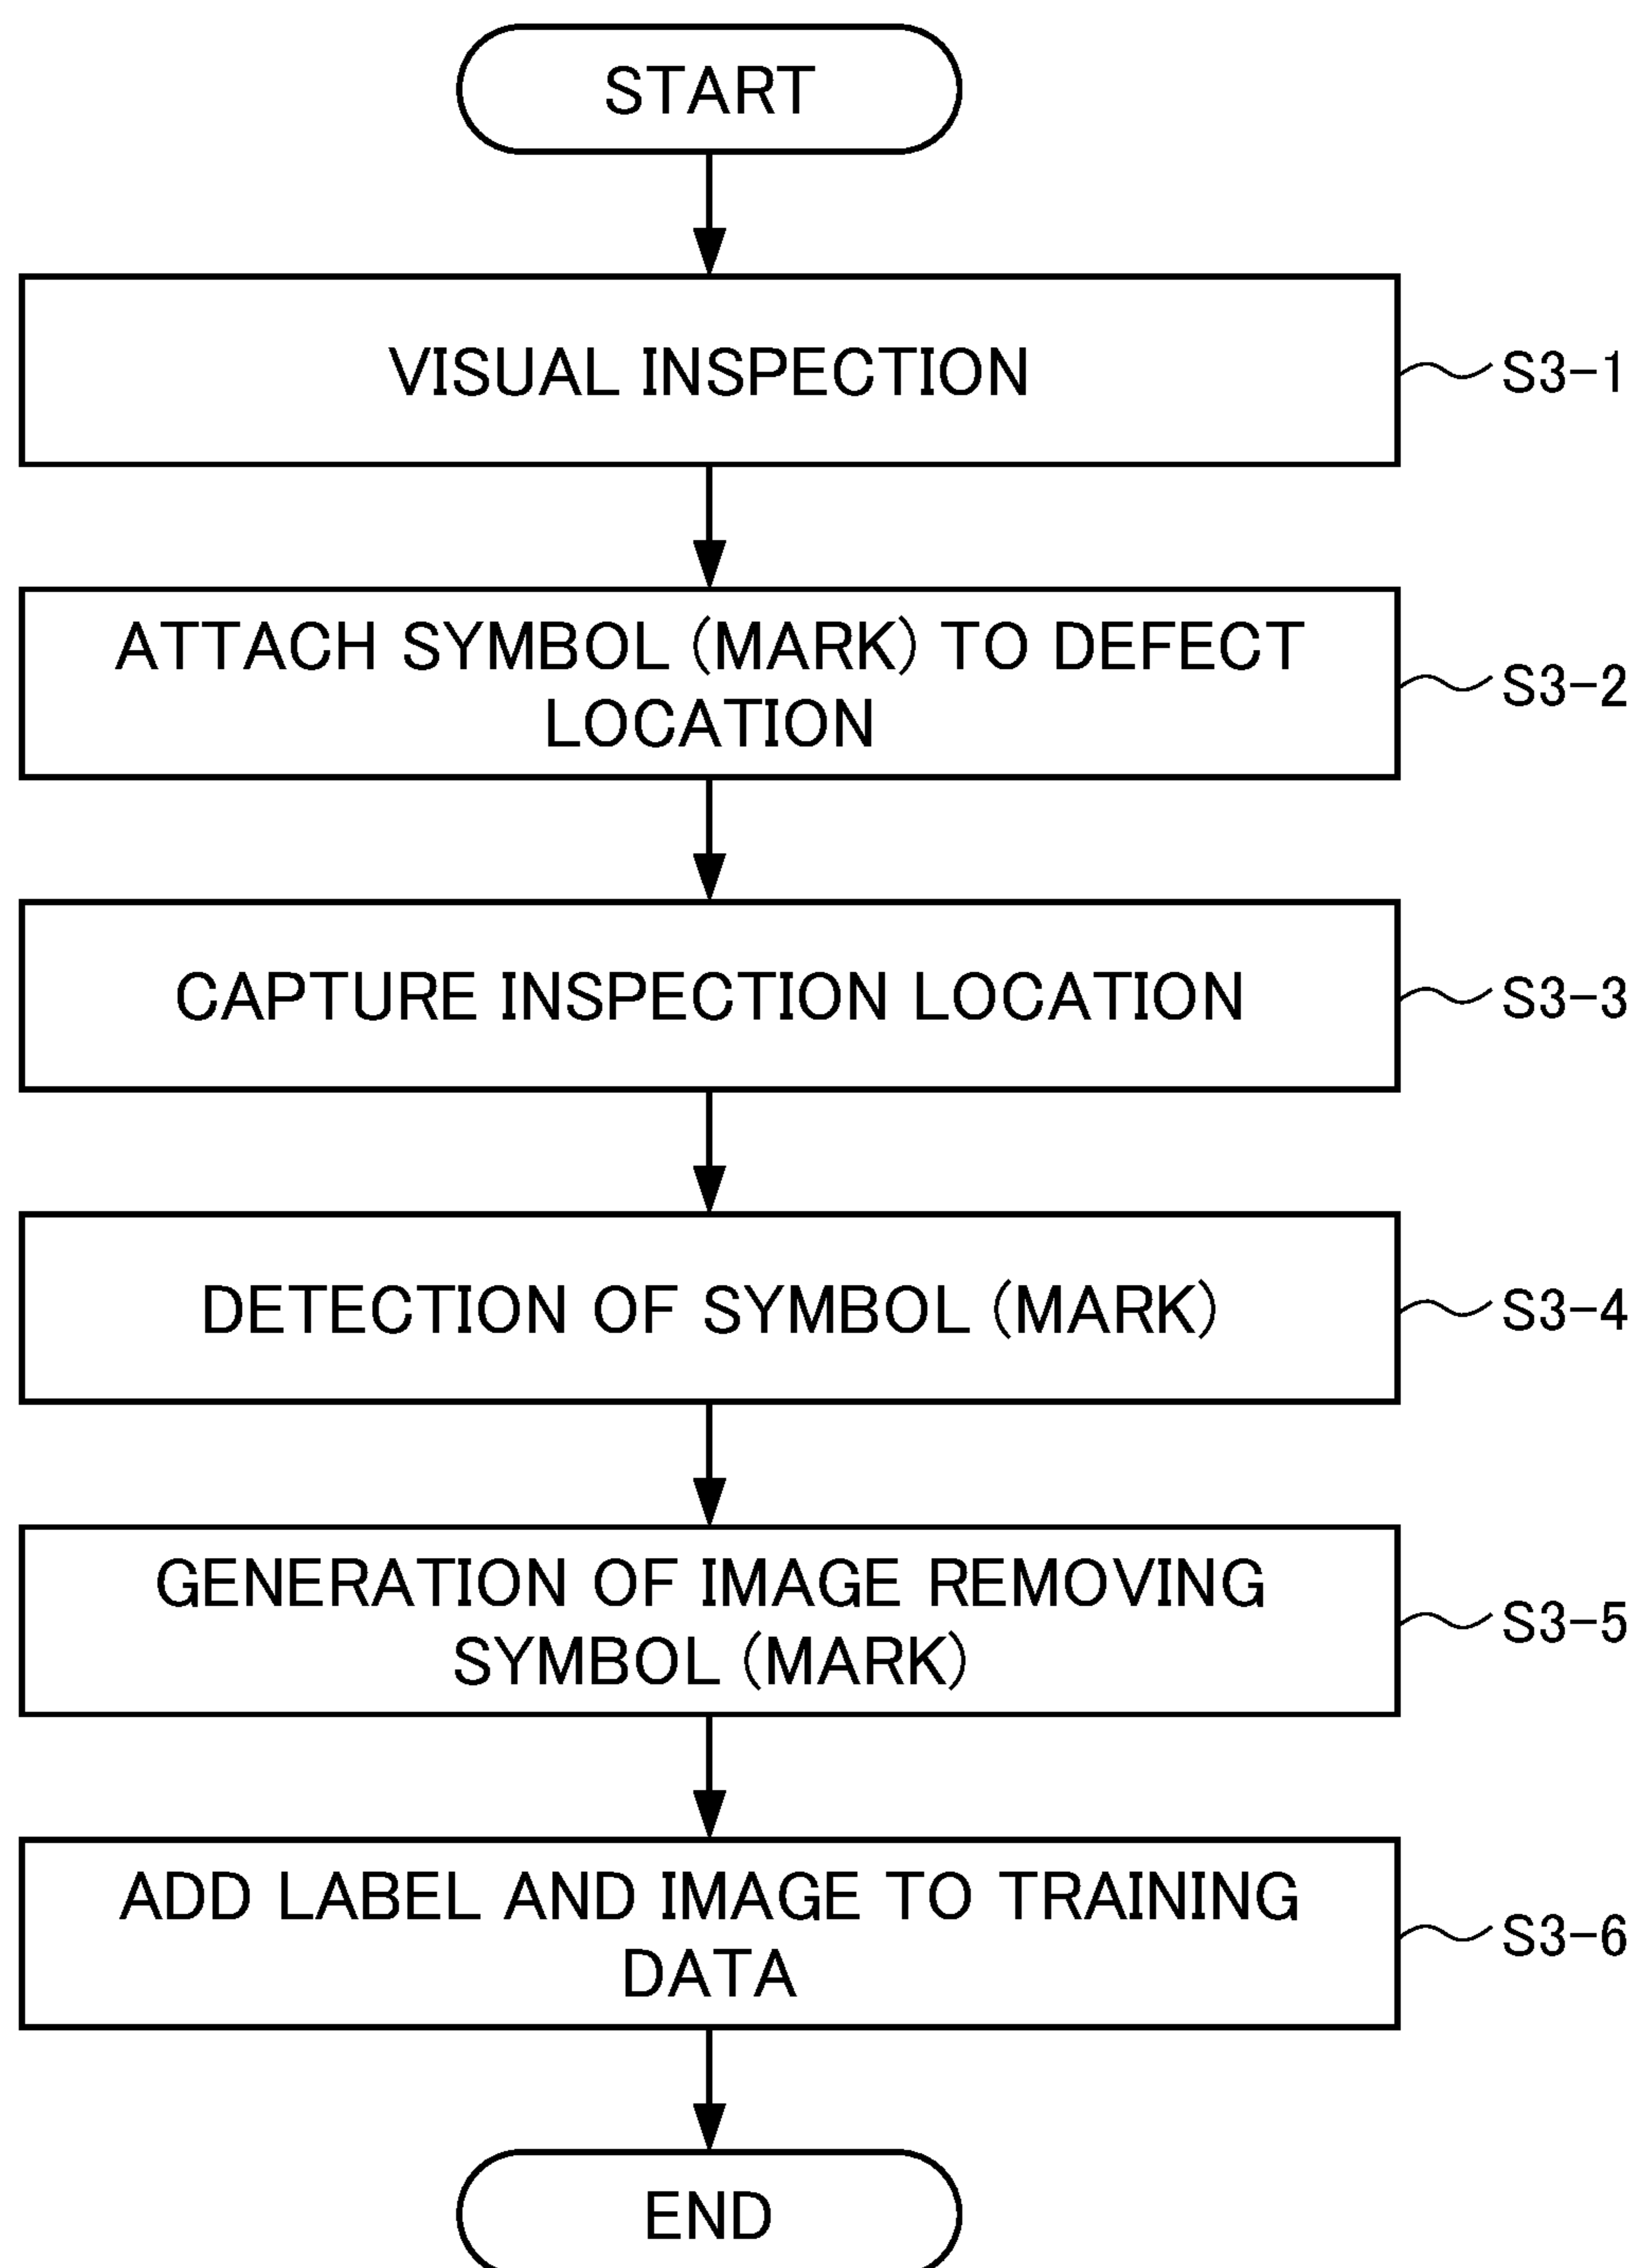 START
VISUAL INSPECTION
S3-1
ATTACH SYMBOL (MARK) TO DEFECT
LOCATION
S3-2
CAPTURE INSPECTION LOCATION
S3-3
DETECTION OF SYMBOL (MARK)
S3-4
GENERATION OF IMAGE REMOVING
SYMBOL (MARK)
S3-5
ADD LABEL AND IMAGE TO TRAINING
DATA
S3-6
END